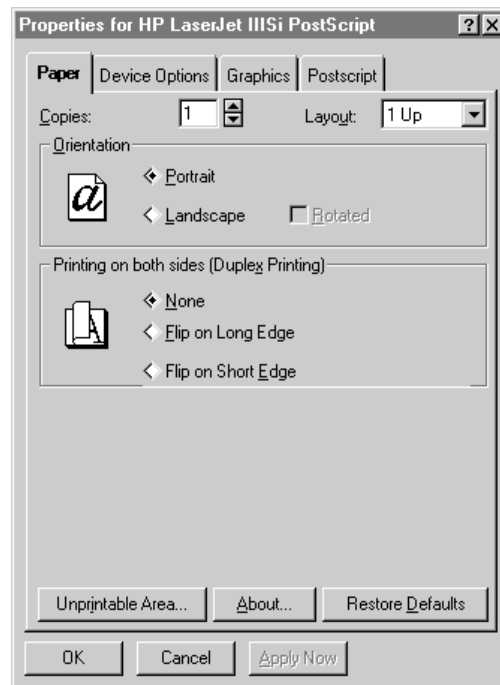 Properties for HP LaserJet IIISi PostScript
Paper Device Options Graphics Postscript
Copies: 1 Layout: 1 Up
Orientation
Portrait
Landscape Rotated
Printing on both sides (Duplex Printing)
None
Flip on Long Edge
Flip on Short Edge
Unprintable Area... About... Restore Defaults
OK Cancel Apply Now